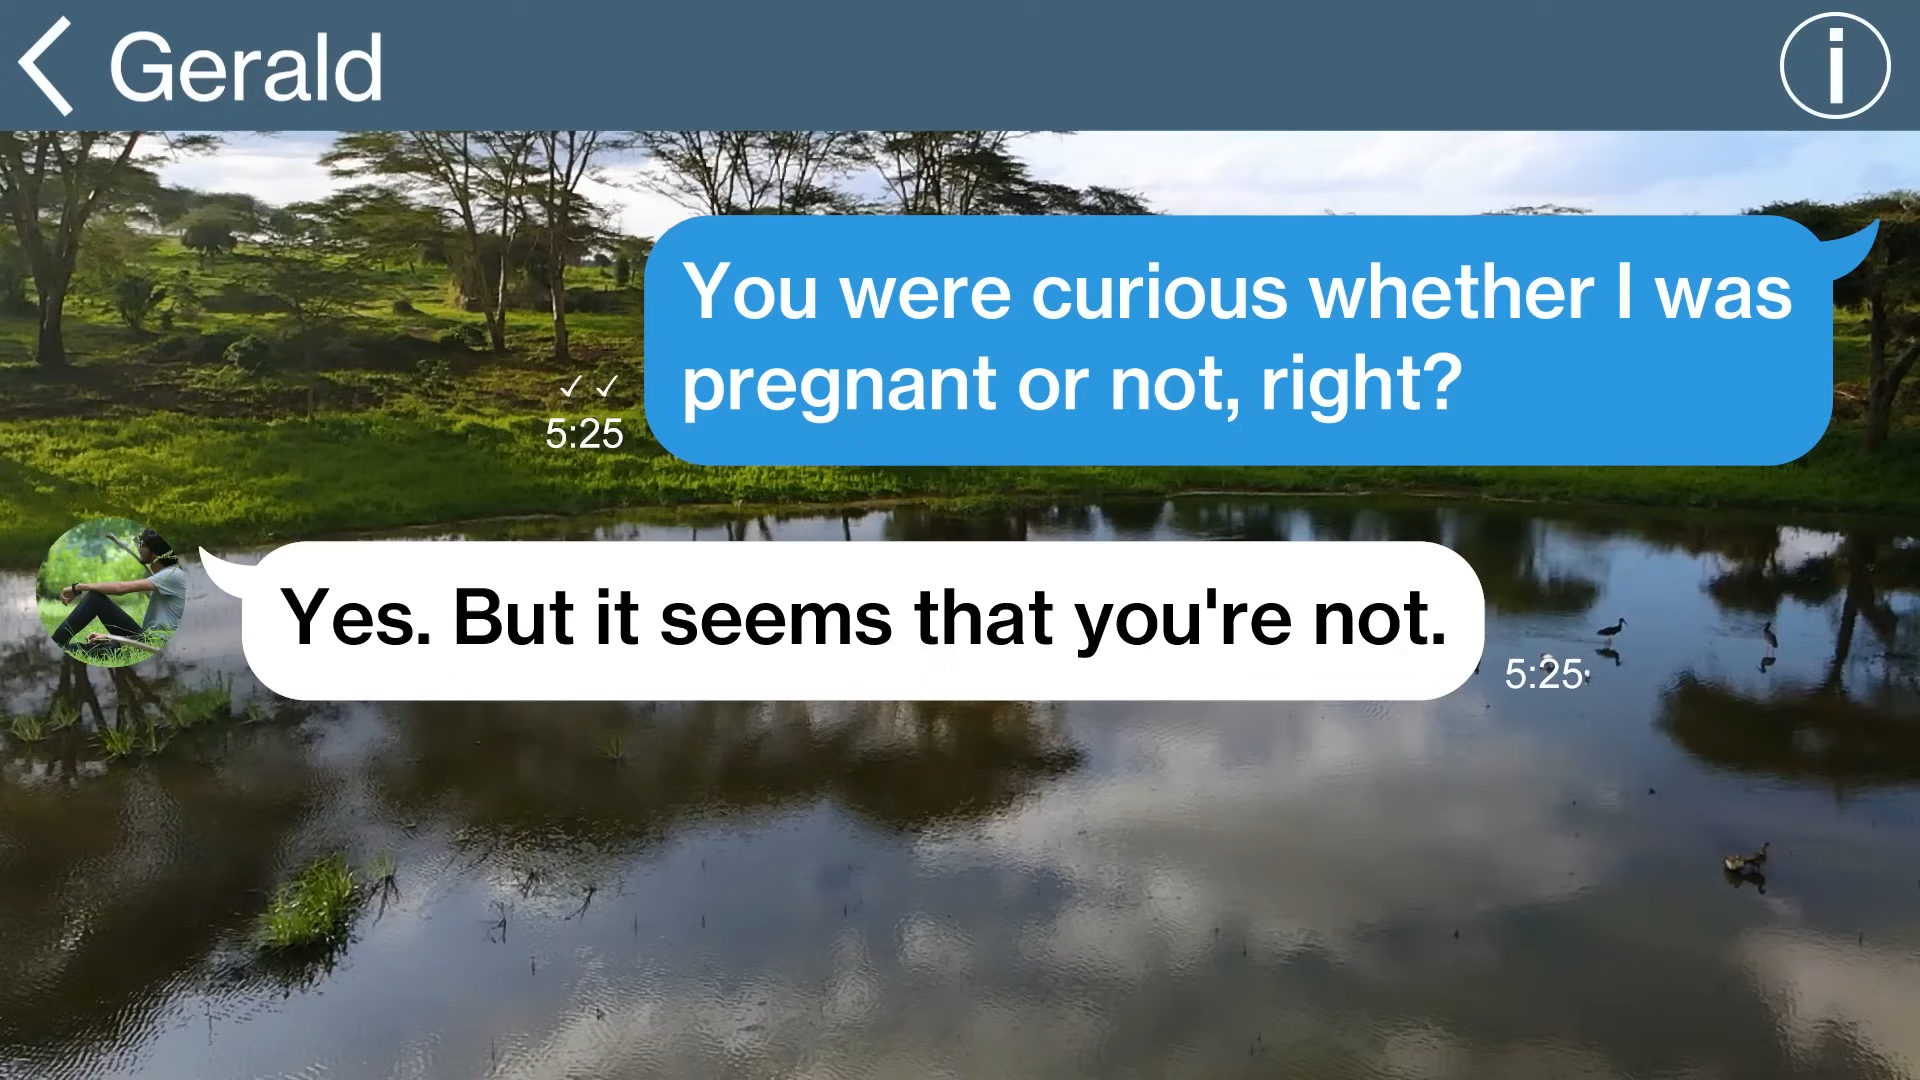 Gerald
You were curious whether I was
pregnant or not, right?
✓ ✓
5:25
Yes. But it seems that you're not.
5:25